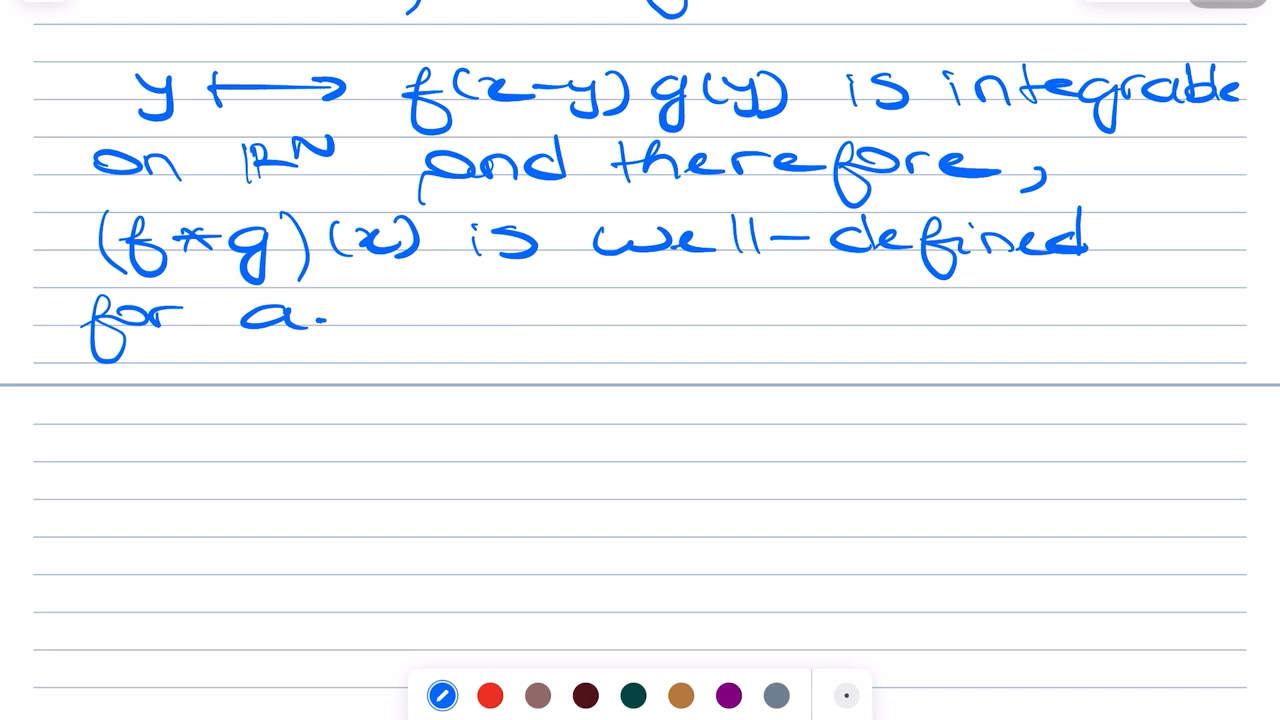 y ⟼ f(x-y) g(y) is integrable
on ℝᴺ and therefore,
(f*g)(x) is well-defined
for a.